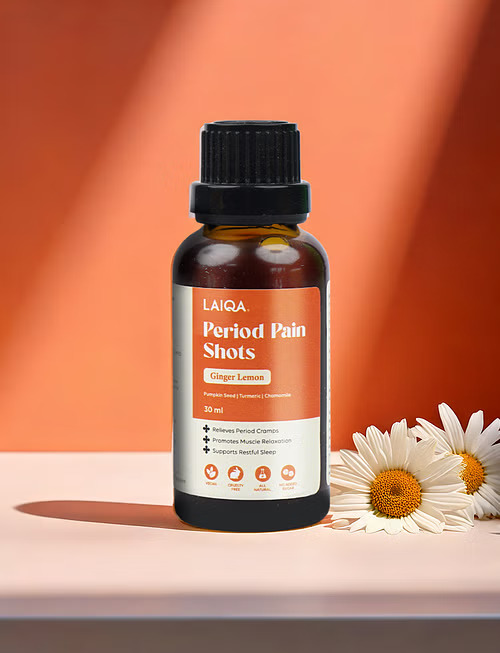 LAIQA®
Period Pain
Shots
Ginger Lemon
Pumpkin Seed | Turmeric | Chamomile
30 ml
Relieves Period Cramps
Promotes Muscle Relaxation
Supports Restful Sleep
VEGAN
CRUELTY
FREE
ALL
NATURAL
NO ADDED
SUGAR